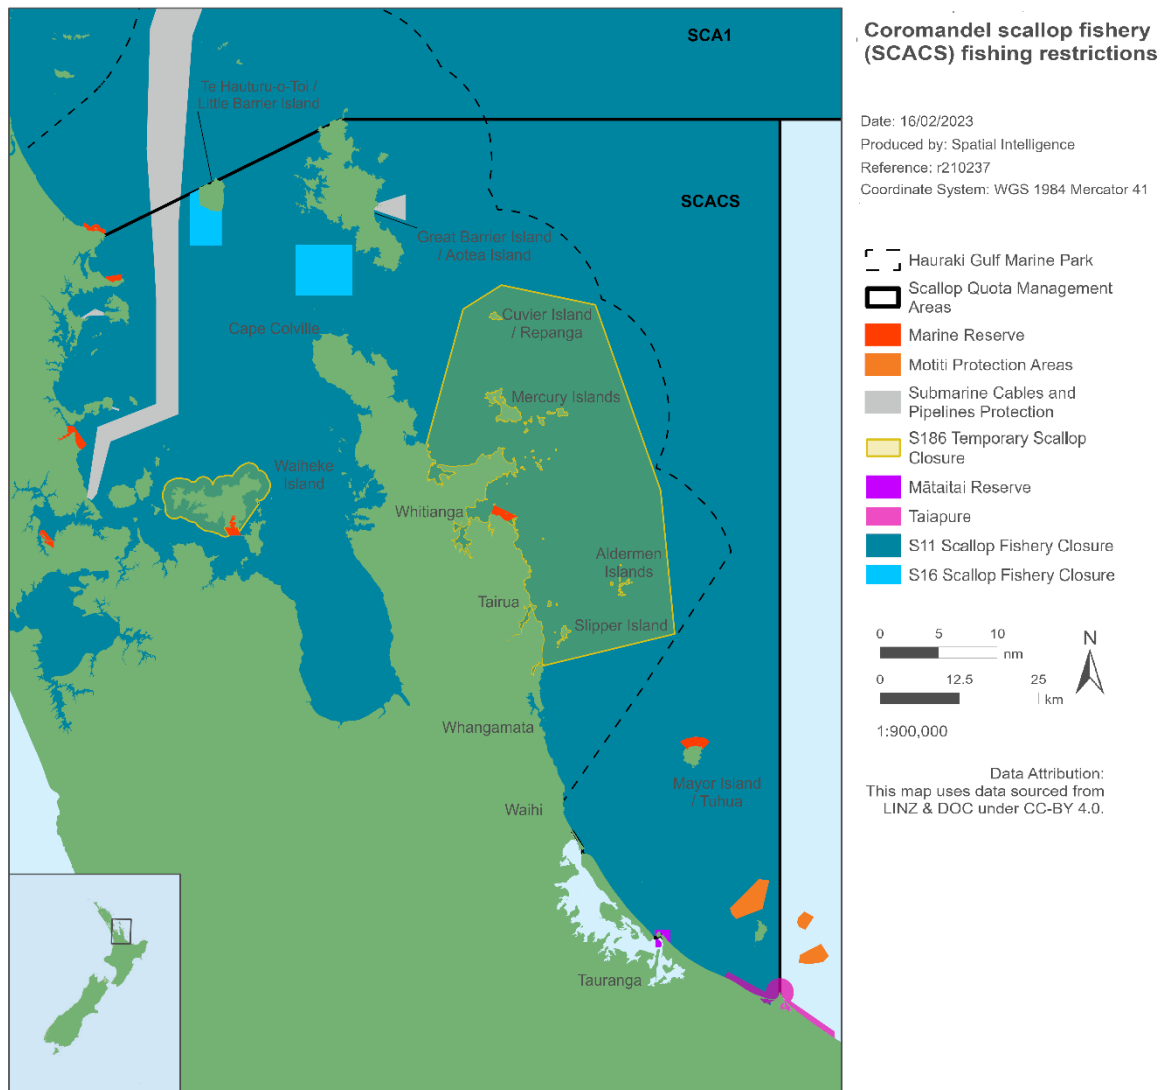 SCA1
Te Hauturu-o-Toi /
Little Barrier Island
SCACS
Great Barrier Island
/ Aotea Island
Cuvier Island
/ Repanga
Cape Colville
Mercury Islands
Waiheke
Island
Whitianga
Aldermen
Islands
Tairua
Slipper Island
Whangamata
Mayor Island
/ Tuhua
Waihi
Tauranga
Coromandel scallop fishery
(SCACS) fishing restrictions
Date: 16/02/2023
Produced by: Spatial Intelligence
Reference: r210237
Coordinate System: WGS 1984 Mercator 41
Hauraki Gulf Marine Park
Scallop Quota Management
Areas
Marine Reserve
Motiti Protection Areas
Submarine Cables and
Pipelines Protection
S186 Temporary Scallop
Closure
Mātaitai Reserve
Taiapure
S11 Scallop Fishery Closure
S16 Scallop Fishery Closure
0 5 10
nm
0 12.5 25
km
N
1:900,000
Data Attribution:
This map uses data sourced from
LINZ & DOC under CC-BY 4.0.